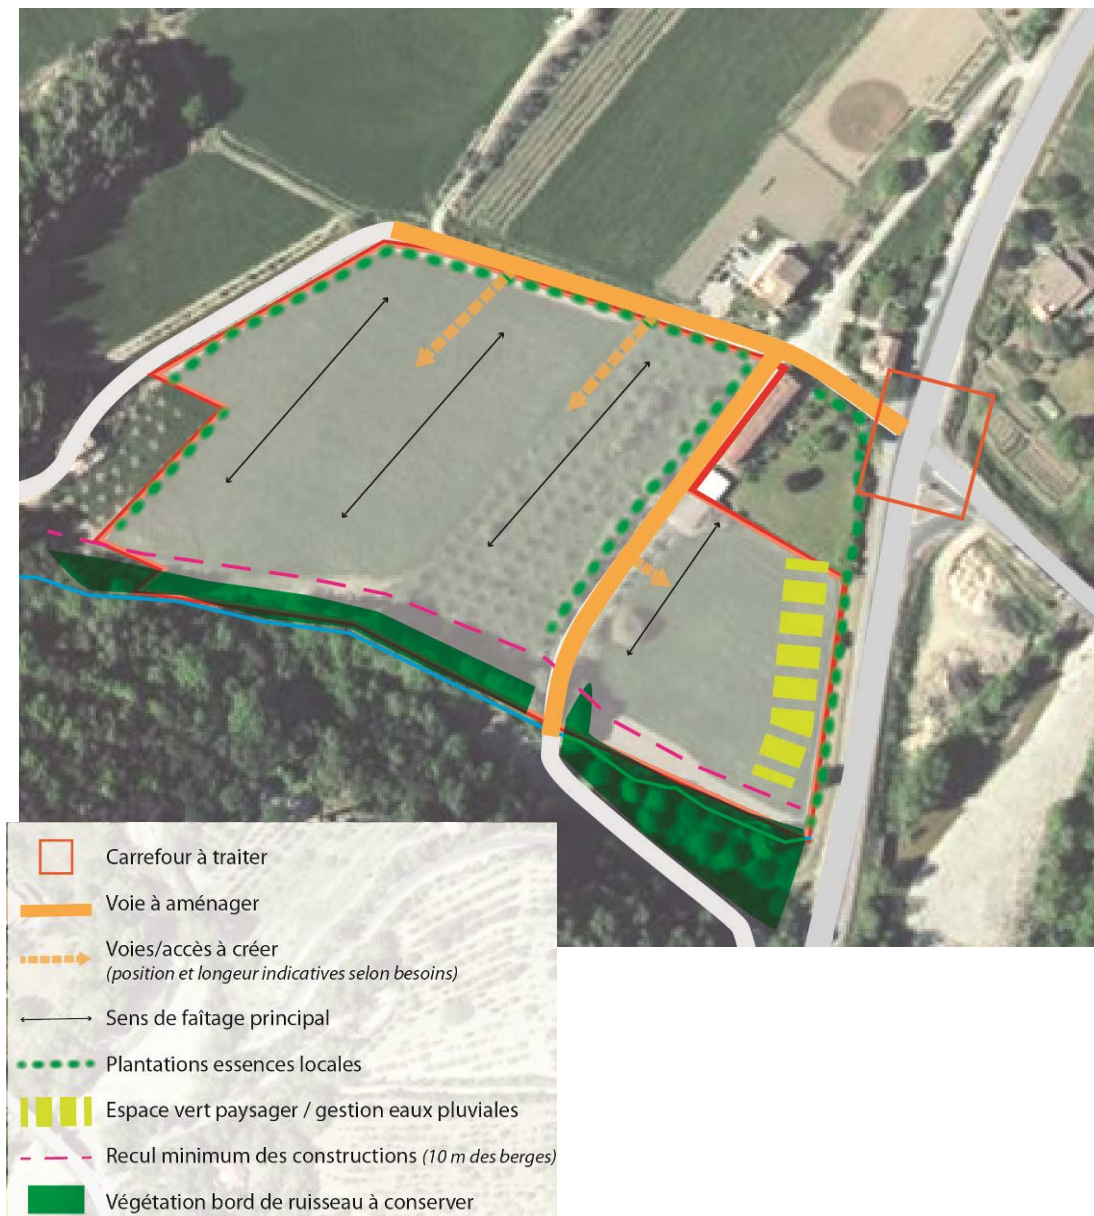 Carrefour à traiter
Voie à aménager
Voies/accès à créer
(position et longeur indicatives selon besoins)
Sens de faîtage principal
Plantations essences locales
Espace vert paysager / gestion eaux pluviales
Recul minimum des constructions (10 m des berges)
Végétation bord de ruisseau à conserver